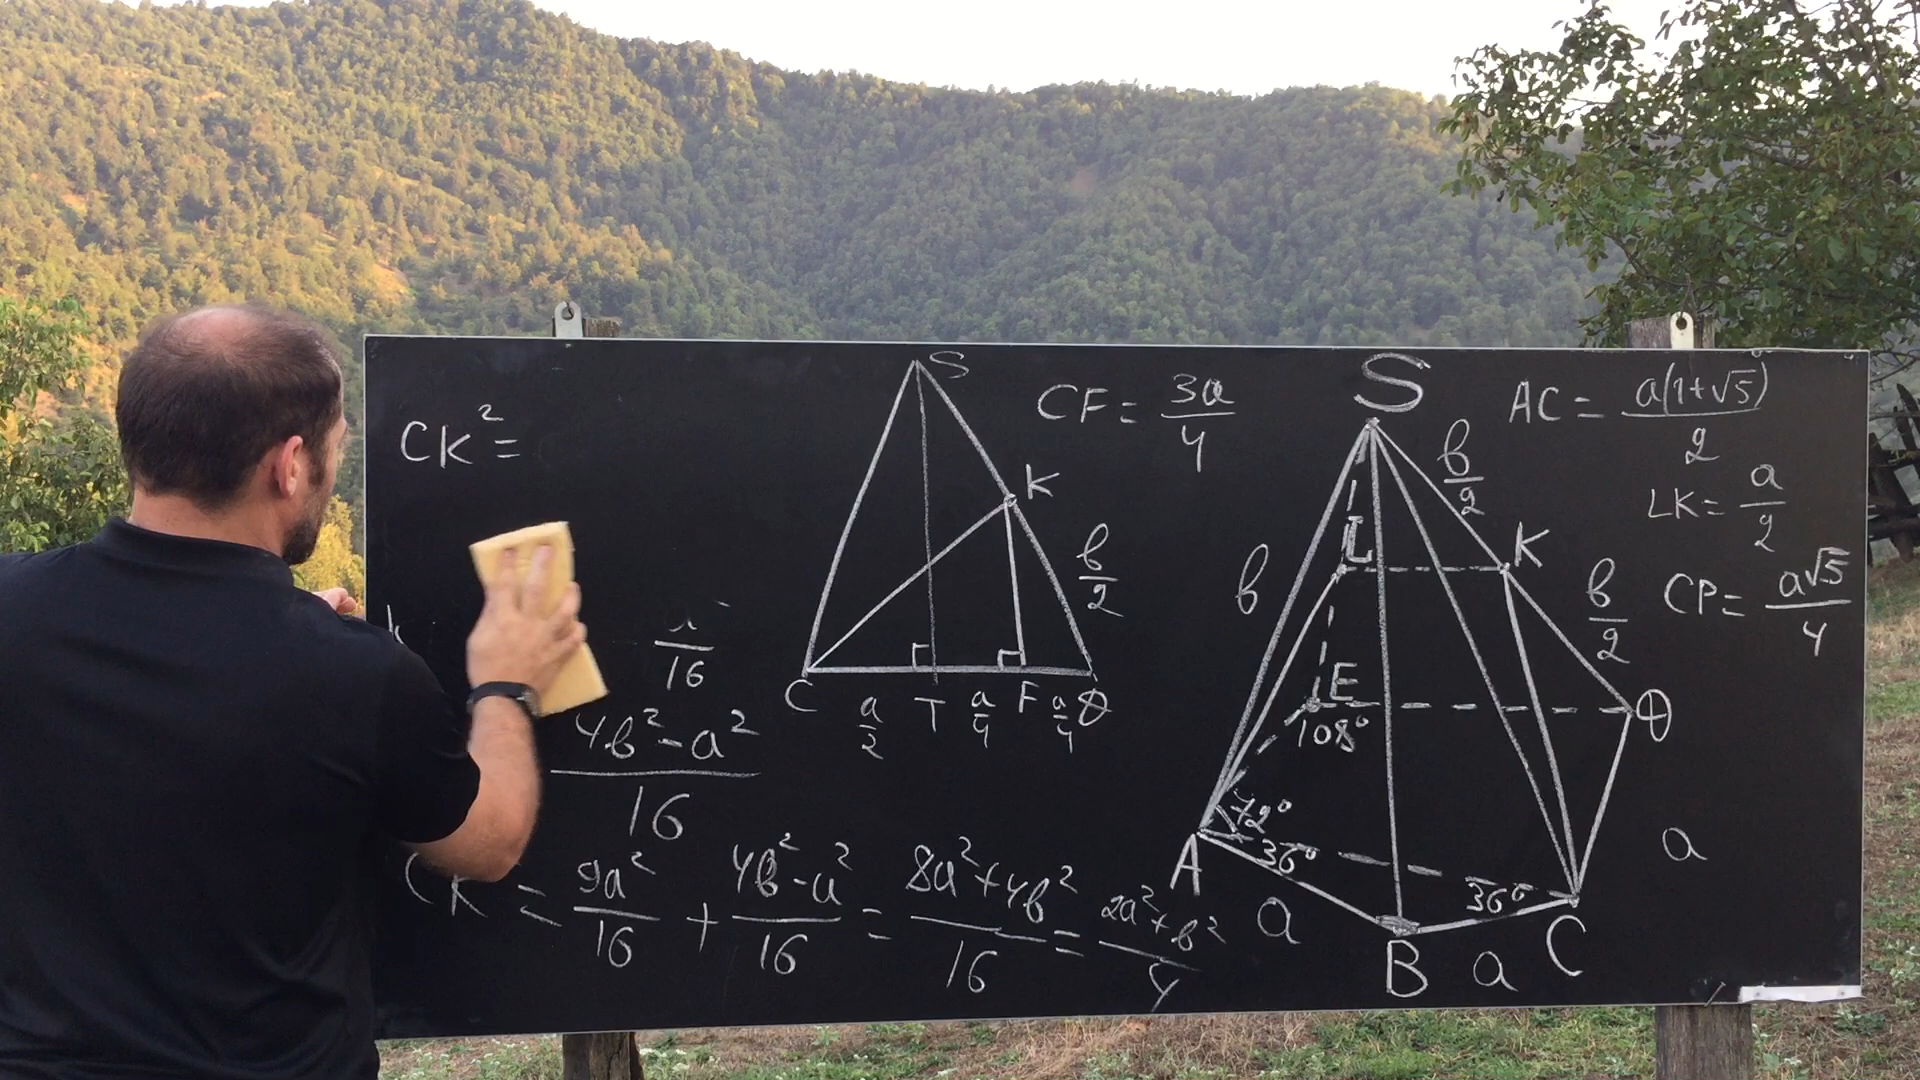 CK² =
16
4b² - a²
16
CK = 9a²/16 + (4b² - a²)/16 = (8a² + 4b²)/16 = (2a² + b²)/4
S
K
b/2
C a/2 T a/4 F a/4 D
CF = 3a/4
S
b/2
L K
b b/2
E D
108°
72°
36° 36°
A a B a C a
AC = a(1+√5)/2
LK = a/2
CP = a√5/4